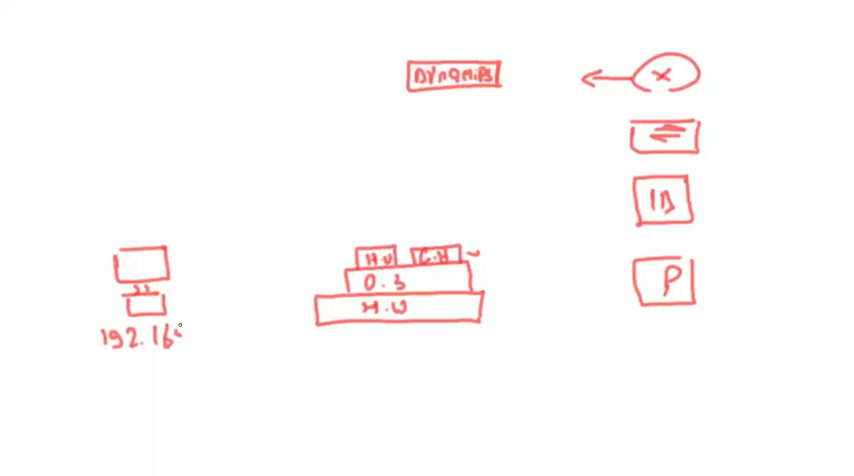 Dynamips
X
H.V C.H
O.S
H.W
P
192.16